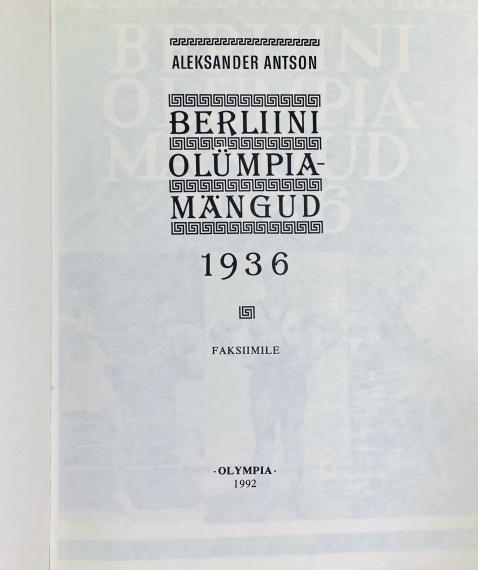 ALEKSANDER ANTSON
BERLIINI
OLÜMPIA-
MÄNGUD
1936
FAKSIIMILE
·OLYMPIA·
1992